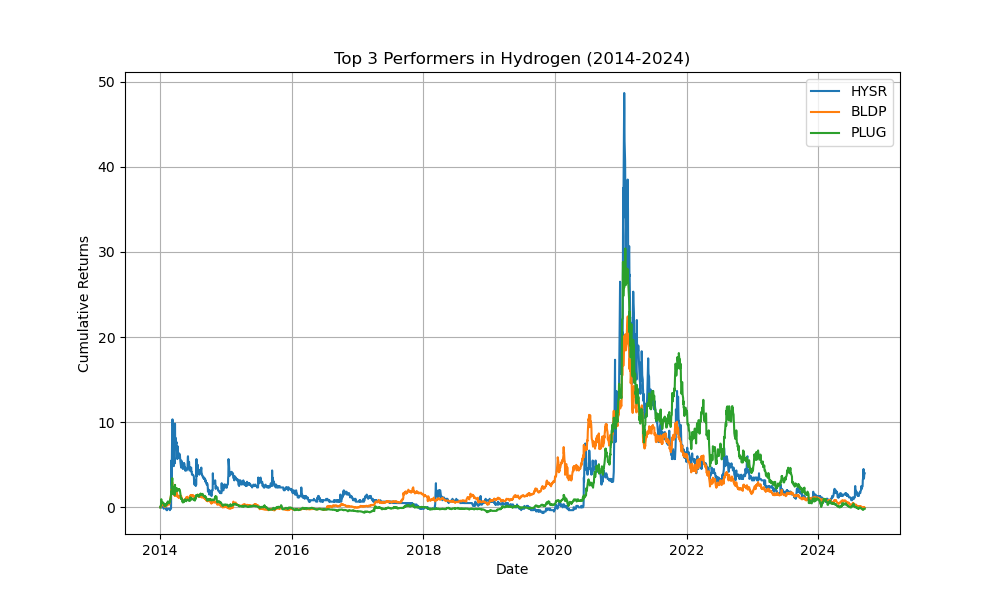 Top 3 Performers in Hydrogen (2014-2024)
50
40
30
20
10
0
Cumulative Returns
HYSR
BLDP
PLUG
2014 2016 2018 2020 2022 2024
Date